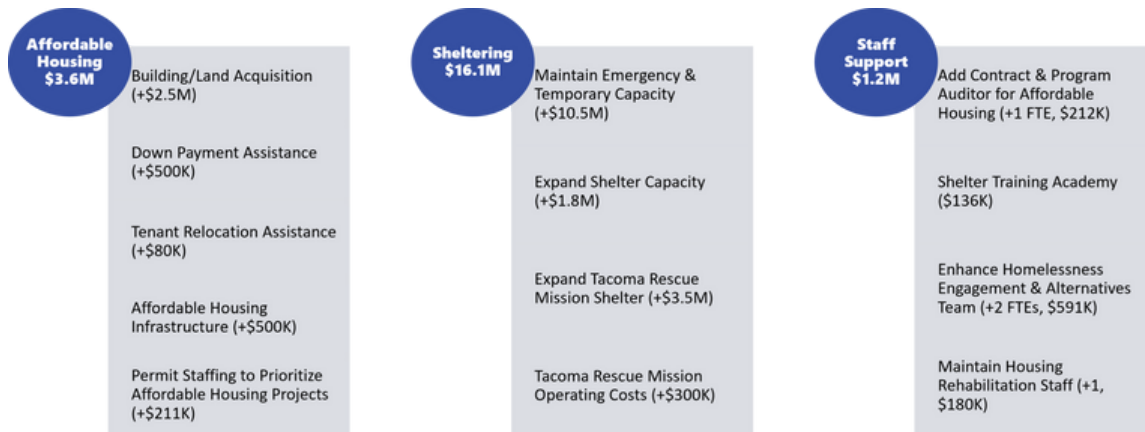 Affordable
Housing
$3.6M
Building/Land Acquisition
(+$2.5M)
Down Payment Assistance
(+$500K)
Tenant Relocation Assistance
(+$80K)
Affordable Housing
Infrastructure (+$500K)
Permit Staffing to Prioritize
Affordable Housing Projects
(+$211K)
Sheltering
$16.1M
Maintain Emergency &
Temporary Capacity
(+$10.5M)
Expand Shelter Capacity
(+$1.8M)
Expand Tacoma Rescue
Mission Shelter (+$3.5M)
Tacoma Rescue Mission
Operating Costs (+$300K)
Staff
Support
$1.2M
Add Contract & Program
Auditor for Affordable
Housing (+1 FTE, $212K)
Shelter Training Academy
($136K)
Enhance Homelessness
Engagement & Alternatives
Team (+2 FTEs, $591K)
Maintain Housing
Rehabilitation Staff (+1,
$180K)